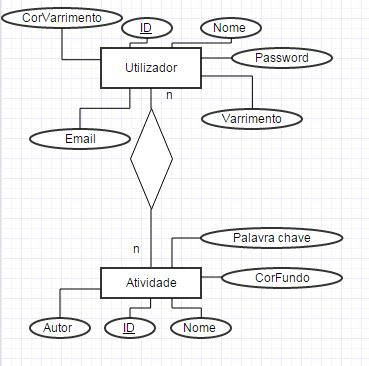 CorVarrimento
ID
Nome
Utilizador
Password
n
Varrimento
Email
n
Palavra chave
Atividade
CorFundo
Autor
ID
Nome